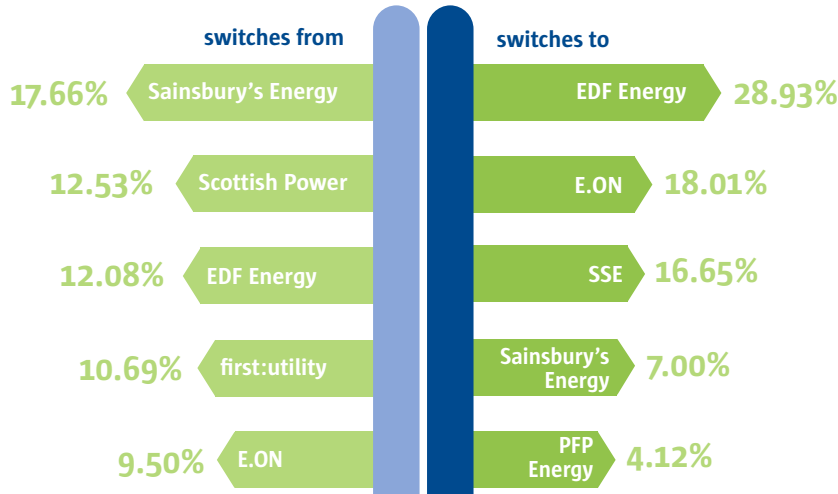 switches from
switches to
17.66%
Sainsbury's Energy
EDF Energy
28.93%
12.53%
Scottish Power
E.ON
18.01%
12.08%
EDF Energy
SSE
16.65%
10.69%
first:utility
Sainsbury's
Energy
7.00%
9.50%
E.ON
PFP
Energy
4.12%